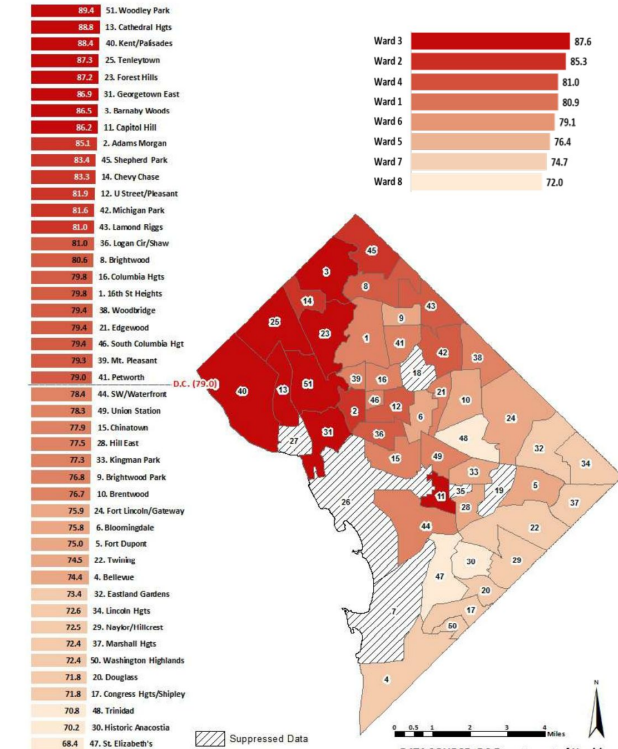 89.4 51. Woodley Park
88.8 13. Cathedral Hgts
88.4 40. Kent/Palisades
87.3 25. Tenleytown
87.2 23. Forest Hills
86.9 31. Georgetown East
86.5 3. Barnaby Woods
86.2 11. Capitol Hill
85.1 2. Adams Morgan
83.4 45. Shepherd Park
83.3 14. Chevy Chase
81.9 12. U Street/Pleasant
81.6 42. Michigan Park
81.0 43. Lamond Riggs
81.0 36. Logan Cir/Shaw
80.6 8. Brightwood
79.8 16. Columbia Hgts
79.8 1. 16th St Heights
79.4 38. Woodbridge
79.4 21. Edgewood
79.4 46. South Columbia Hgt
79.3 39. Mt. Pleasant
79.0 41. Petworth
D.C. (79.0)
78.4 44. SW/Waterfront
78.3 49. Union Station
77.9 15. Chinatown
77.5 28. Hill East
77.3 33. Kingman Park
76.8 9. Brightwood Park
76.7 10. Brentwood
75.9 24. Fort Lincoln/Gateway
75.8 6. Bloomingdale
75.0 5. Fort Dupont
74.5 22. Twining
74.4 4. Bellevue
73.4 32. Eastland Gardens
72.6 34. Lincoln Hgts
72.5 29. Naylor/Hillcrest
72.4 37. Marshall Hgts
72.4 50. Washington Highlands
71.8 20. Douglass
71.8 17. Congress Hgts/Shipley
70.8 48. Trinidad
70.2 30. Historic Anacostia
68.4 47. St. Elizabeth's
Ward 3 87.6
Ward 2 85.3
Ward 4 81.0
Ward 1 80.9
Ward 6 79.1
Ward 5 76.4
Ward 7 74.7
Ward 8 72.0
45
3
8
14
43
25
23
9
1
41
42
38
18
39
16
40
13
51
21
46
10
2
12
6
24
36
31
48
27
32
49
15
34
33
5
19
11
35
26
28
37
44
22
30
29
47
20
7
17
50
4
Suppressed Data
N
0 0.5 1 2 3 4
Miles